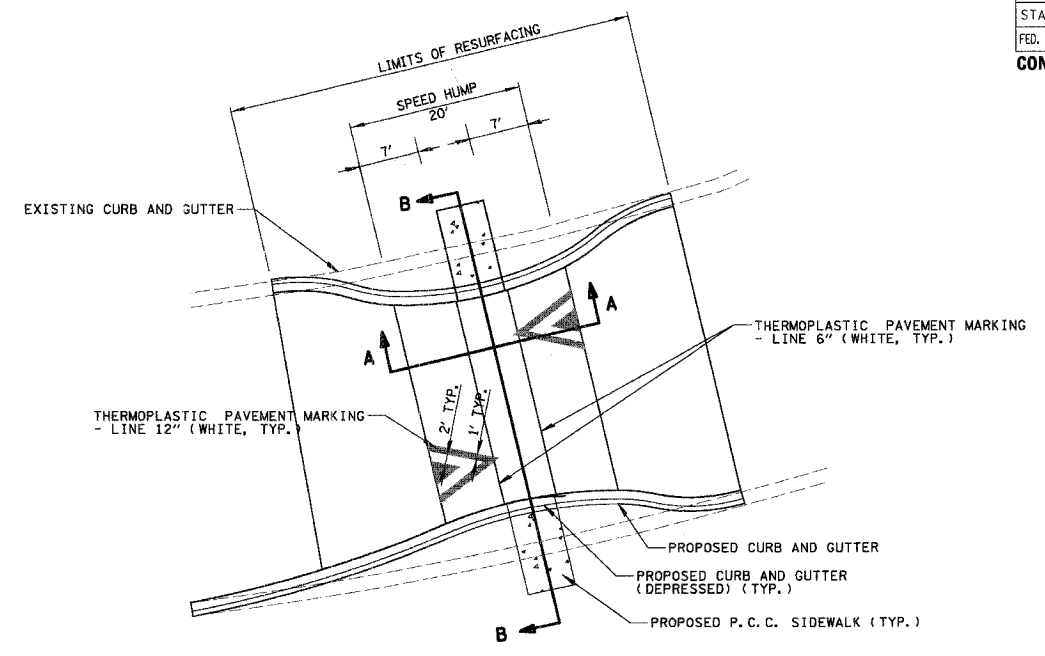 STA
FED.
CON
LIMITS OF RESURFACING
SPEED HUMP
20'
7'
7'
B
EXISTING CURB AND GUTTER
A
A
THERMOPLASTIC PAVEMENT MARKING
- LINE 6" (WHITE, TYP.)
2' TYP.
1' TYP.
THERMOPLASTIC PAVEMENT MARKING
- LINE 12" (WHITE, TYP.)
PROPOSED CURB AND GUTTER
PROPOSED CURB AND GUTTER
(DEPRESSED) (TYP.)
PROPOSED P.C.C. SIDEWALK (TYP.)
B